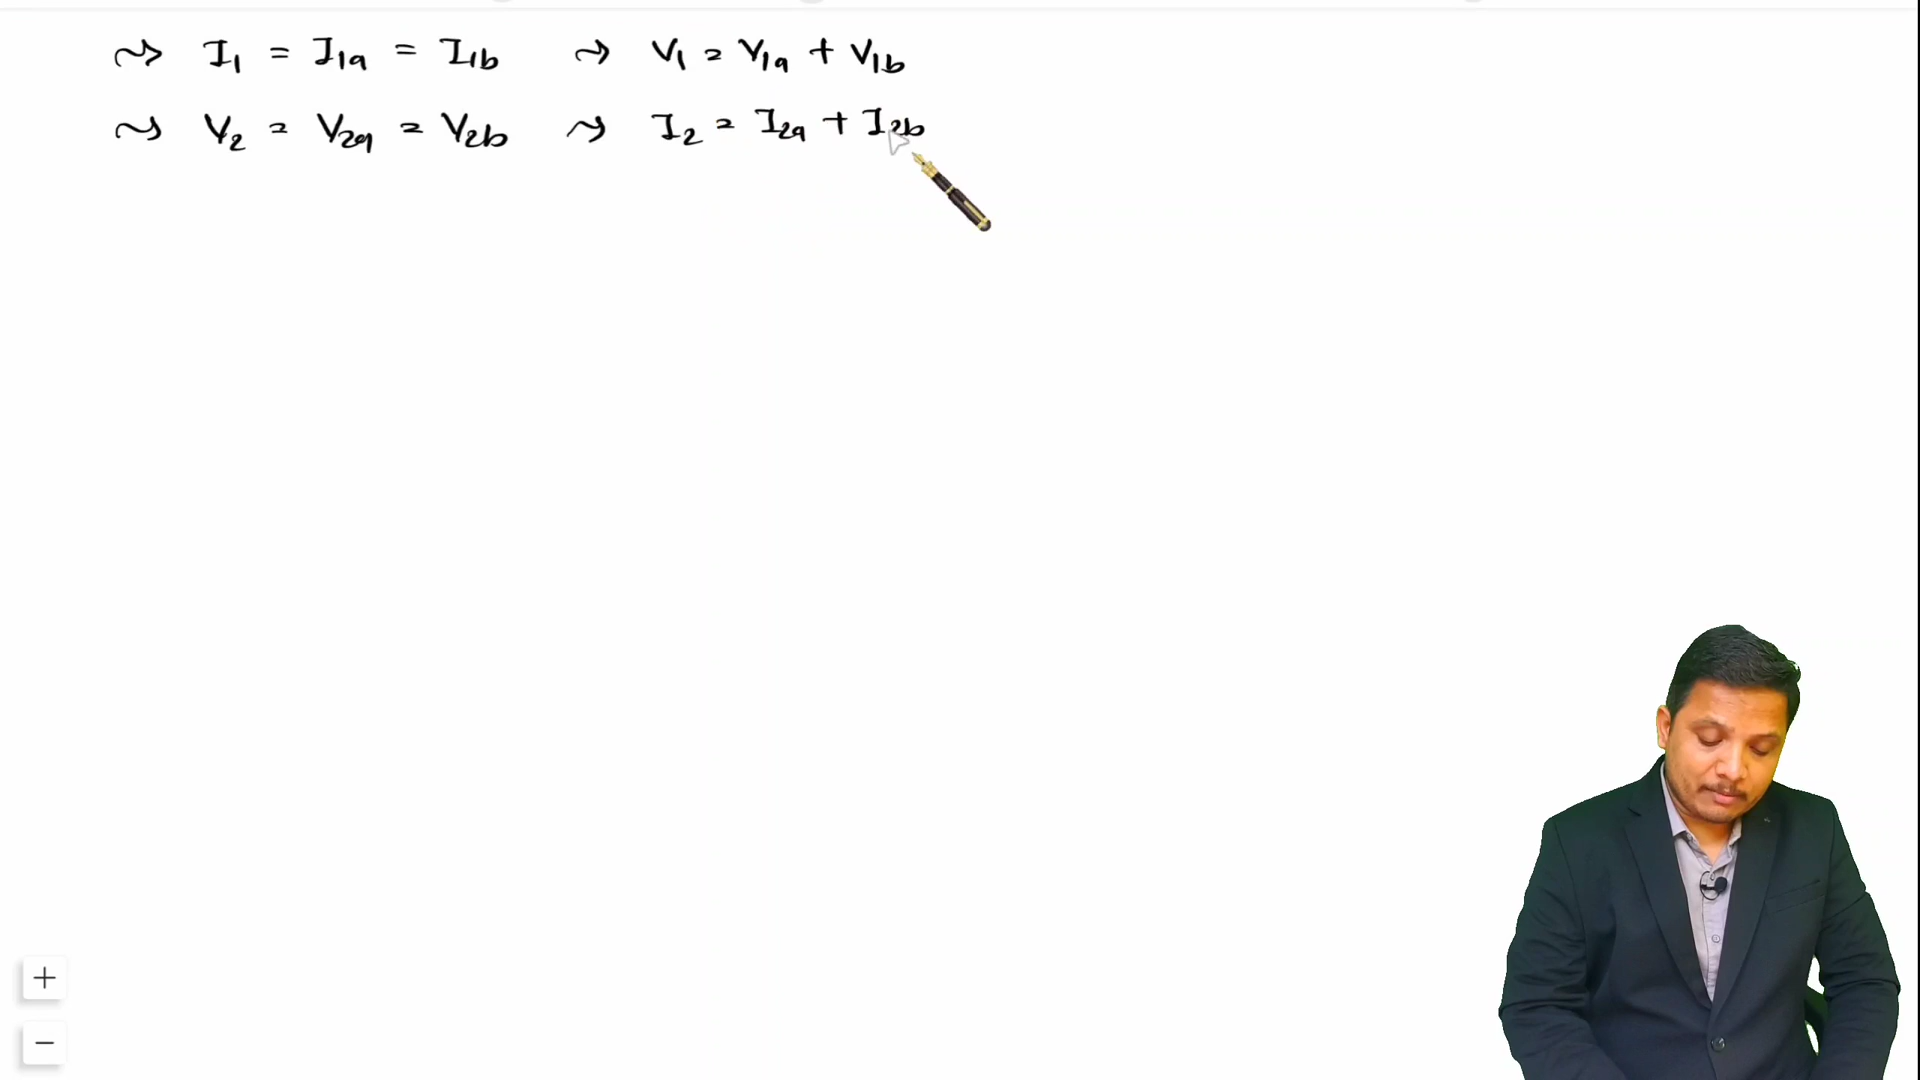 ~> I₁ = I₁a = I₁b ~> V₁ = V₁a + V₁b
~> V₂ = V₂a = V₂b ~> I₂ = I₂a + I₂b
+
−